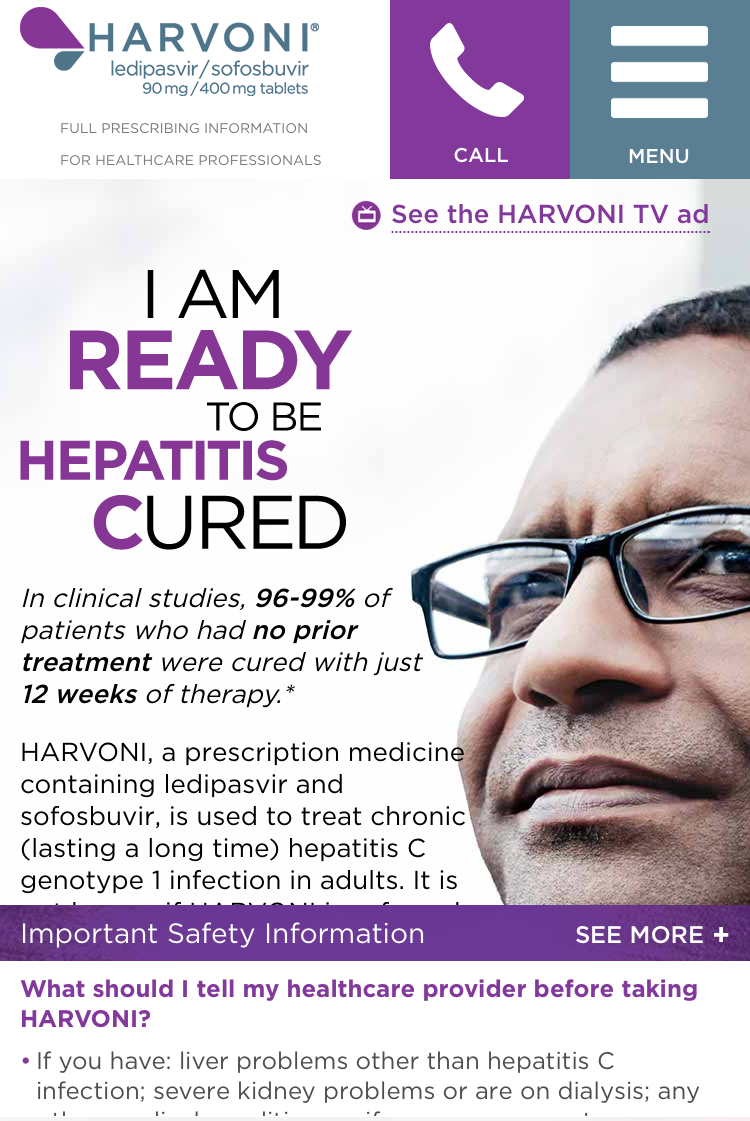 HARVONI®
ledipasvir/sofosbuvir
90 mg/400 mg tablets
FULL PRESCRIBING INFORMATION
FOR HEALTHCARE PROFESSIONALS
CALL
MENU
See the HARVONI TV ad
I AM
READY
TO BE
HEPATITIS
CURED
In clinical studies, 96-99% of
patients who had no prior
treatment were cured with just
12 weeks of therapy.*
HARVONI, a prescription medicine
containing ledipasvir and
sofosbuvir, is used to treat chronic
(lasting a long time) hepatitis C
genotype 1 infection in adults. It is
Important Safety Information
SEE MORE +
What should I tell my healthcare provider before taking
HARVONI?
• If you have: liver problems other than hepatitis C
infection; severe kidney problems or are on dialysis; any